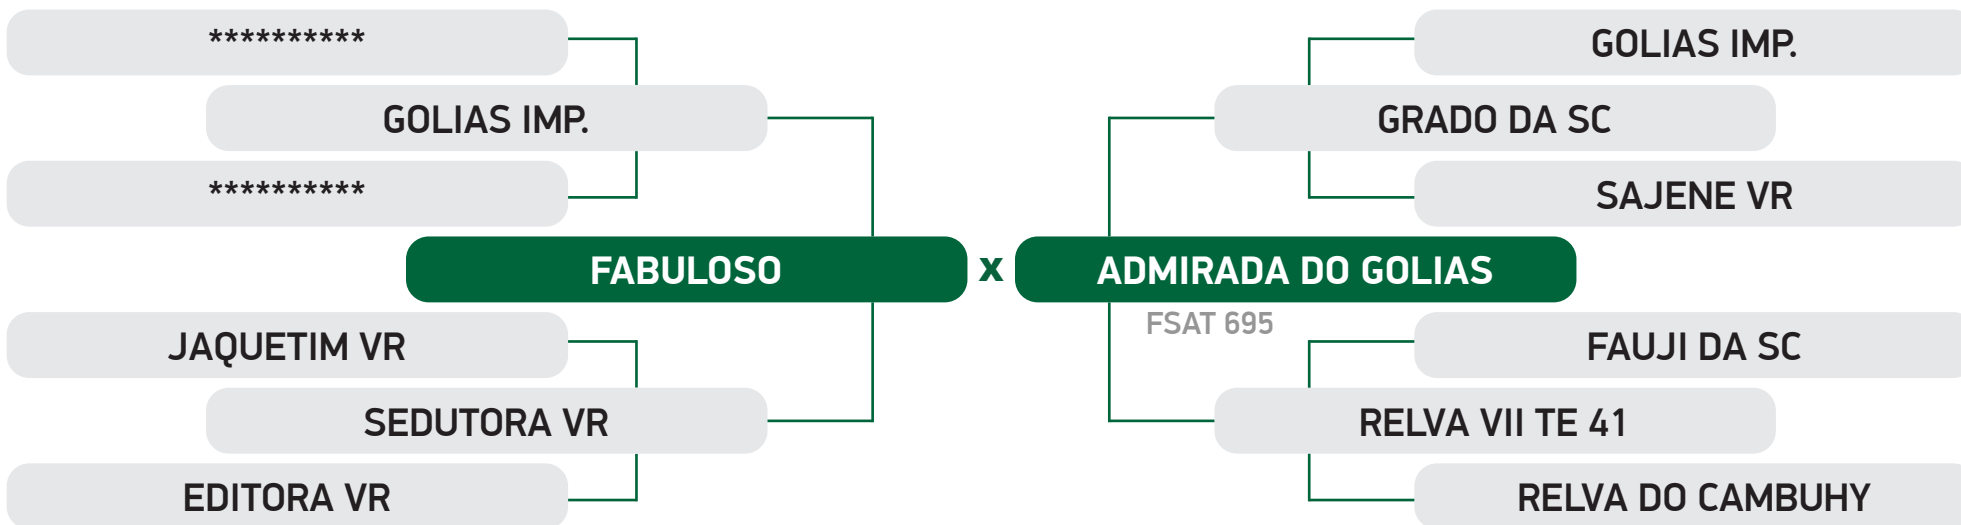 **********
GOLIAS IMP.
GOLIAS IMP.
GRADO DA SC
**********
SAJENE VR
FABULOSO x ADMIRADA DO GOLIAS
FSAT 695
JAQUETIM VR
FAUJI DA SC
SEDUTORA VR
RELVA VII TE 41
EDITORA VR
RELVA DO CAMBUHY